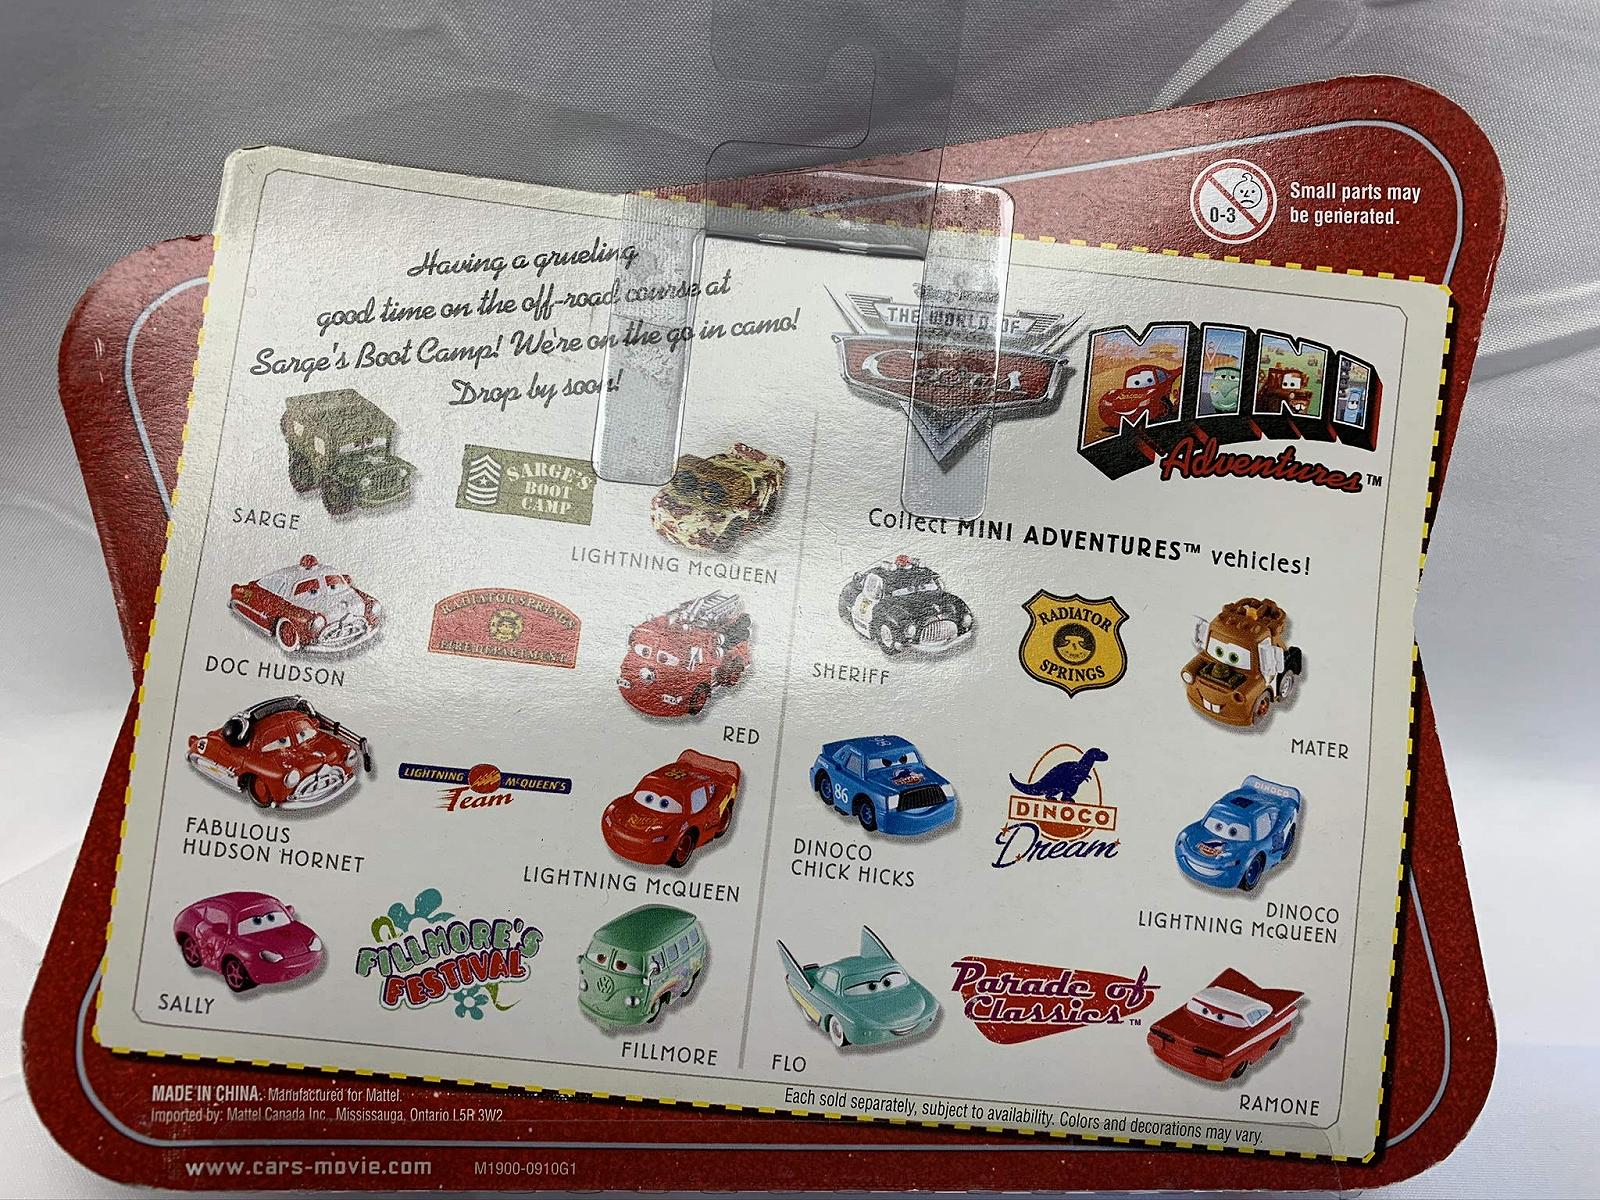 Small parts may
be generated.
0-3
Having a grueling
good time on the off-road course at
Sarge's Boot Camp! We're on the go in camo!
Drop by soon!
THE WORLD OF
Cars
MINI
Adventures™
Collect MINI ADVENTURES™ vehicles!
SARGE
SARGE'S
BOOT
CAMP
LIGHTNING McQUEEN
DOC HUDSON
RADIATOR SPRINGS
FIRE DEPARTMENT
RED
FABULOUS
HUDSON HORNET
LIGHTNING McQUEEN'S
Team
LIGHTNING McQUEEN
SALLY
FILLMORE'S
FESTIVAL
FILLMORE
SHERIFF
RADIATOR
SPRINGS
MATER
86
DINOCO
CHICK HICKS
DINOCO
Dream
DINOCO
DINOCO
LIGHTNING McQUEEN
FLO
Parade of
Classics™
RAMONE
MADE IN CHINA. Manufactured for Mattel.
Imported by: Mattel Canada Inc., Mississauga, Ontario L5R 3W2
Each sold separately, subject to availability. Colors and decorations may vary.
www.cars-movie.com
M1900-0910G1